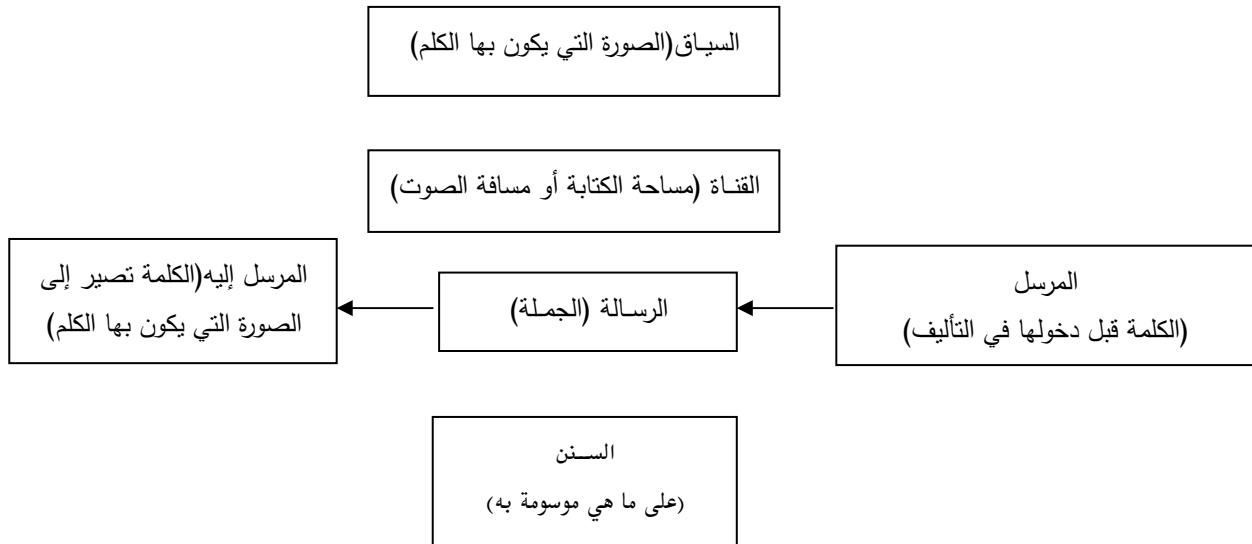 السياق(الصورة التي يكون بها الكلم)
القناة (مساحة الكتابة أو مسافة الصوت)
المرسل
(الكلمة قبل دخولها في التأليف)
الرسالة (الجملة)
المرسل إليه(الكلمة تصير إلى
الصورة التي يكون بها الكلم)
السنن
(على ما هي موسومة به)